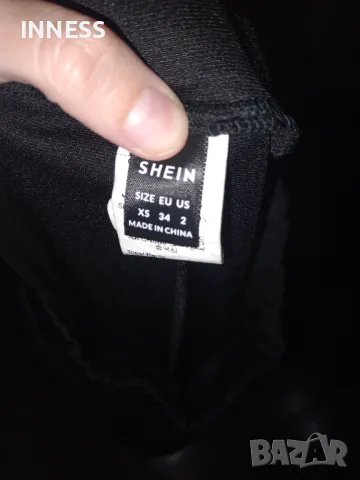 INNESS
SHEIN
SIZE EU US
XS 34 2
MADE IN CHINA
BAZAR